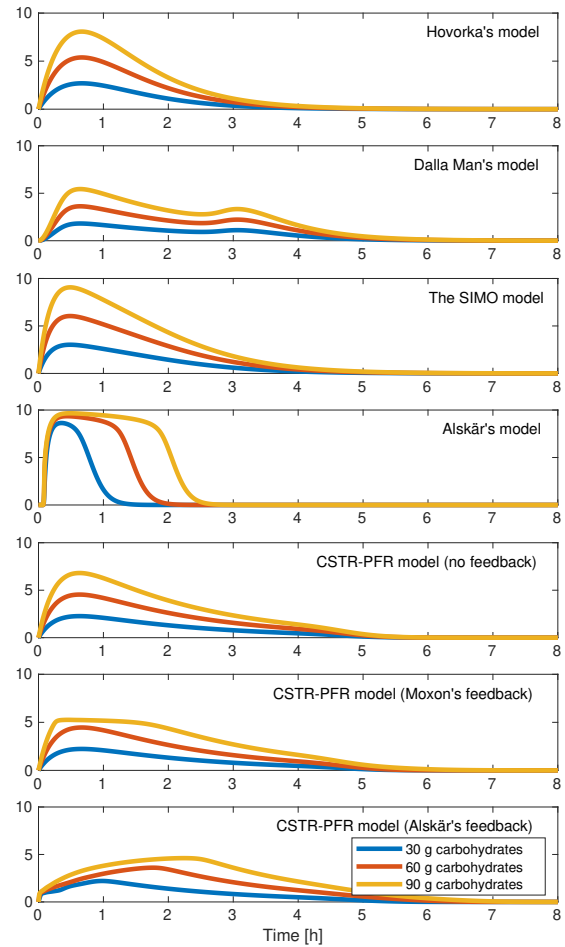 10
Hovorka's model
5
0
0 1 2 3 4 5 6 7 8
10
Dalla Man's model
5
0
0 1 2 3 4 5 6 7 8
10
The SIMO model
5
0
0 1 2 3 4 5 6 7 8
10
Alskär's model
5
0
0 1 2 3 4 5 6 7 8
10
CSTR-PFR model (no feedback)
5
0
0 1 2 3 4 5 6 7 8
10
CSTR-PFR model (Moxon's feedback)
5
0
0 1 2 3 4 5 6 7 8
10
CSTR-PFR model (Alskär's feedback)
30 g carbohydrates
5
60 g carbohydrates
90 g carbohydrates
0
0 1 2 3 4 5 6 7 8
Time [h]